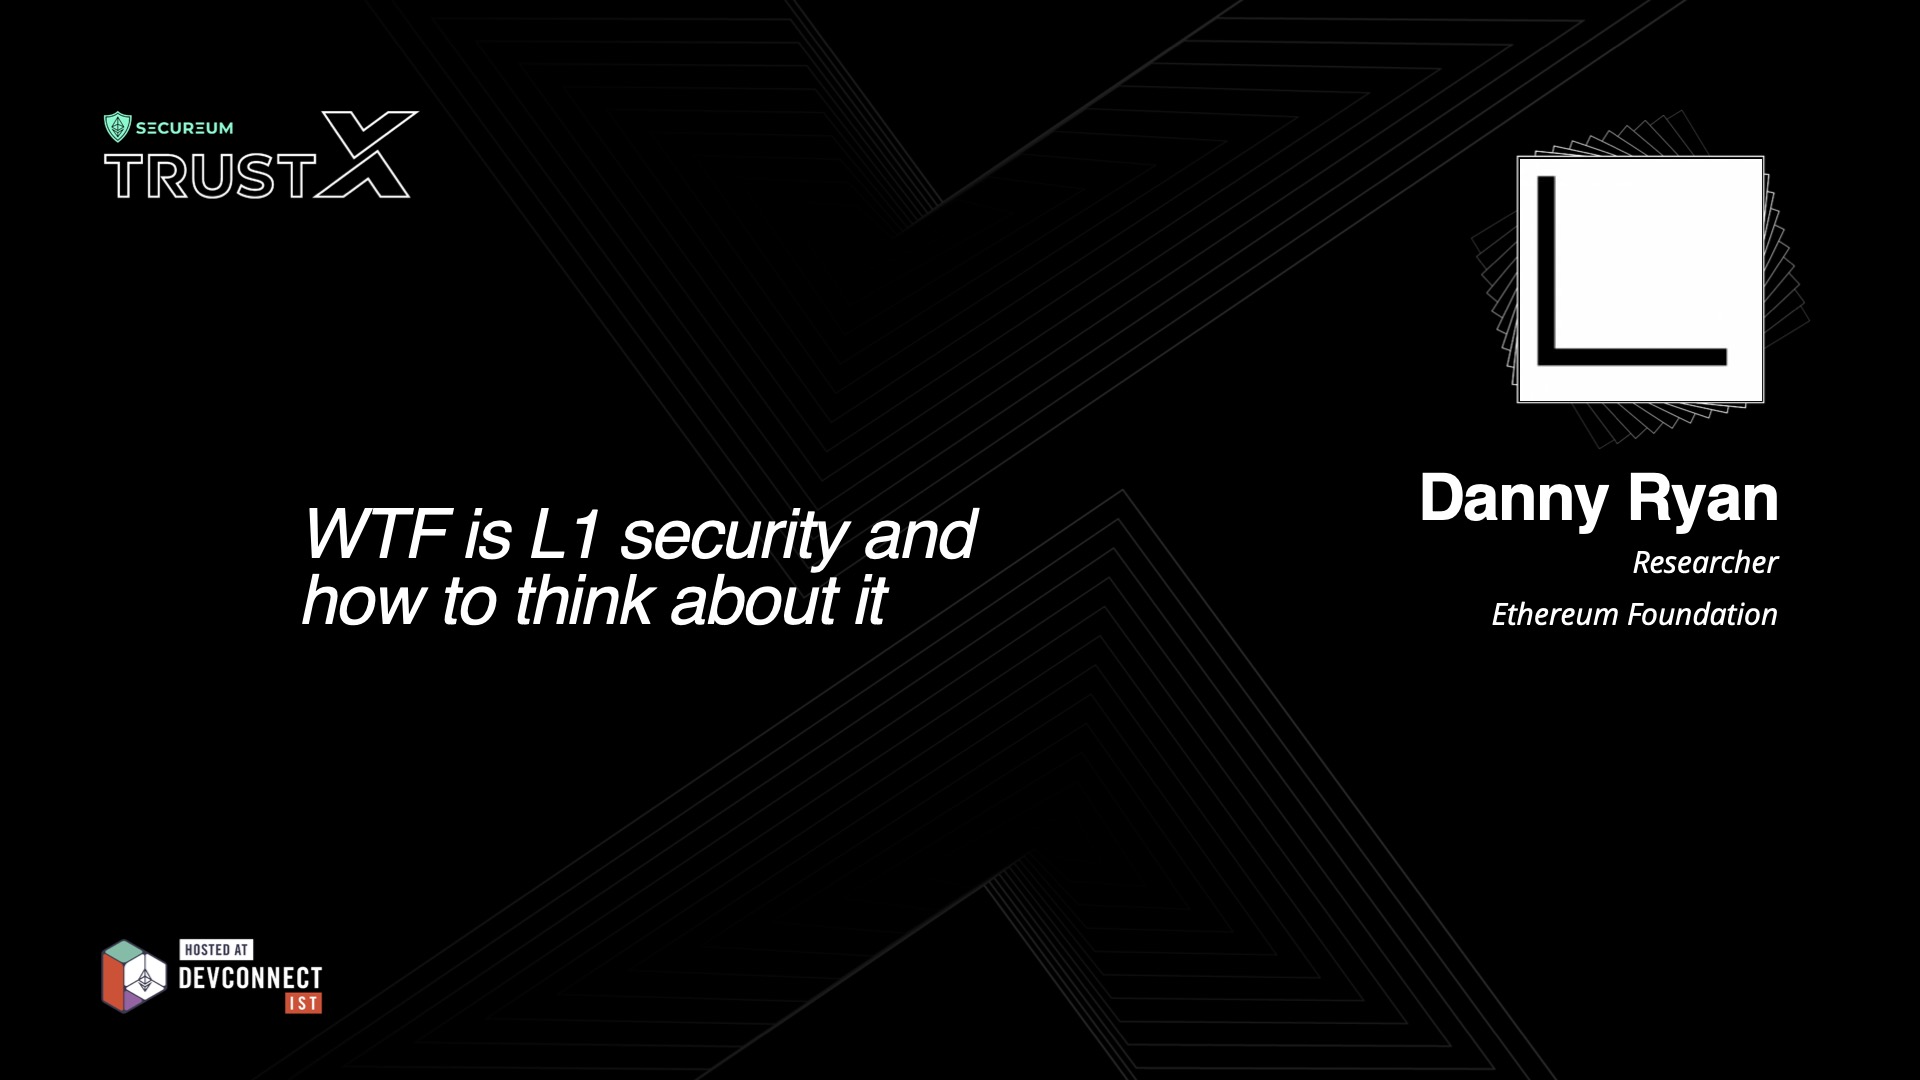 SECUREUM
TRUSTX
WTF is L1 security and
how to think about it
Danny Ryan
Researcher
Ethereum Foundation
HOSTED AT
DEVCONNECT
IST